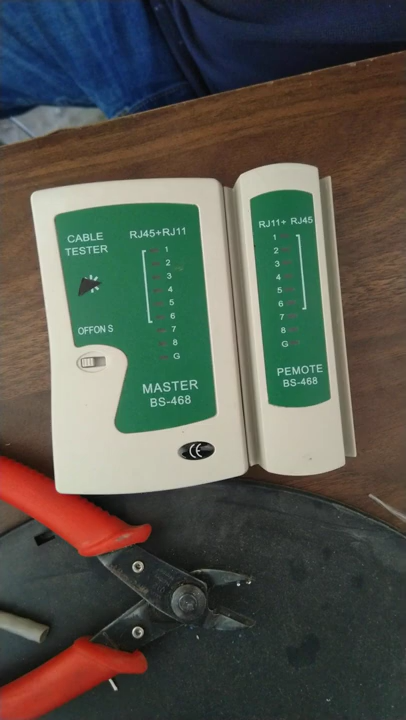 CABLE
TESTER
RJ45+RJ11
1
2
3
4
5
6
7
8
G
OFFON S
MASTER
BS-468
CE
RJ11+ RJ45
1
2
3
4
5
6
7
8
G
PEMOTE
BS-468